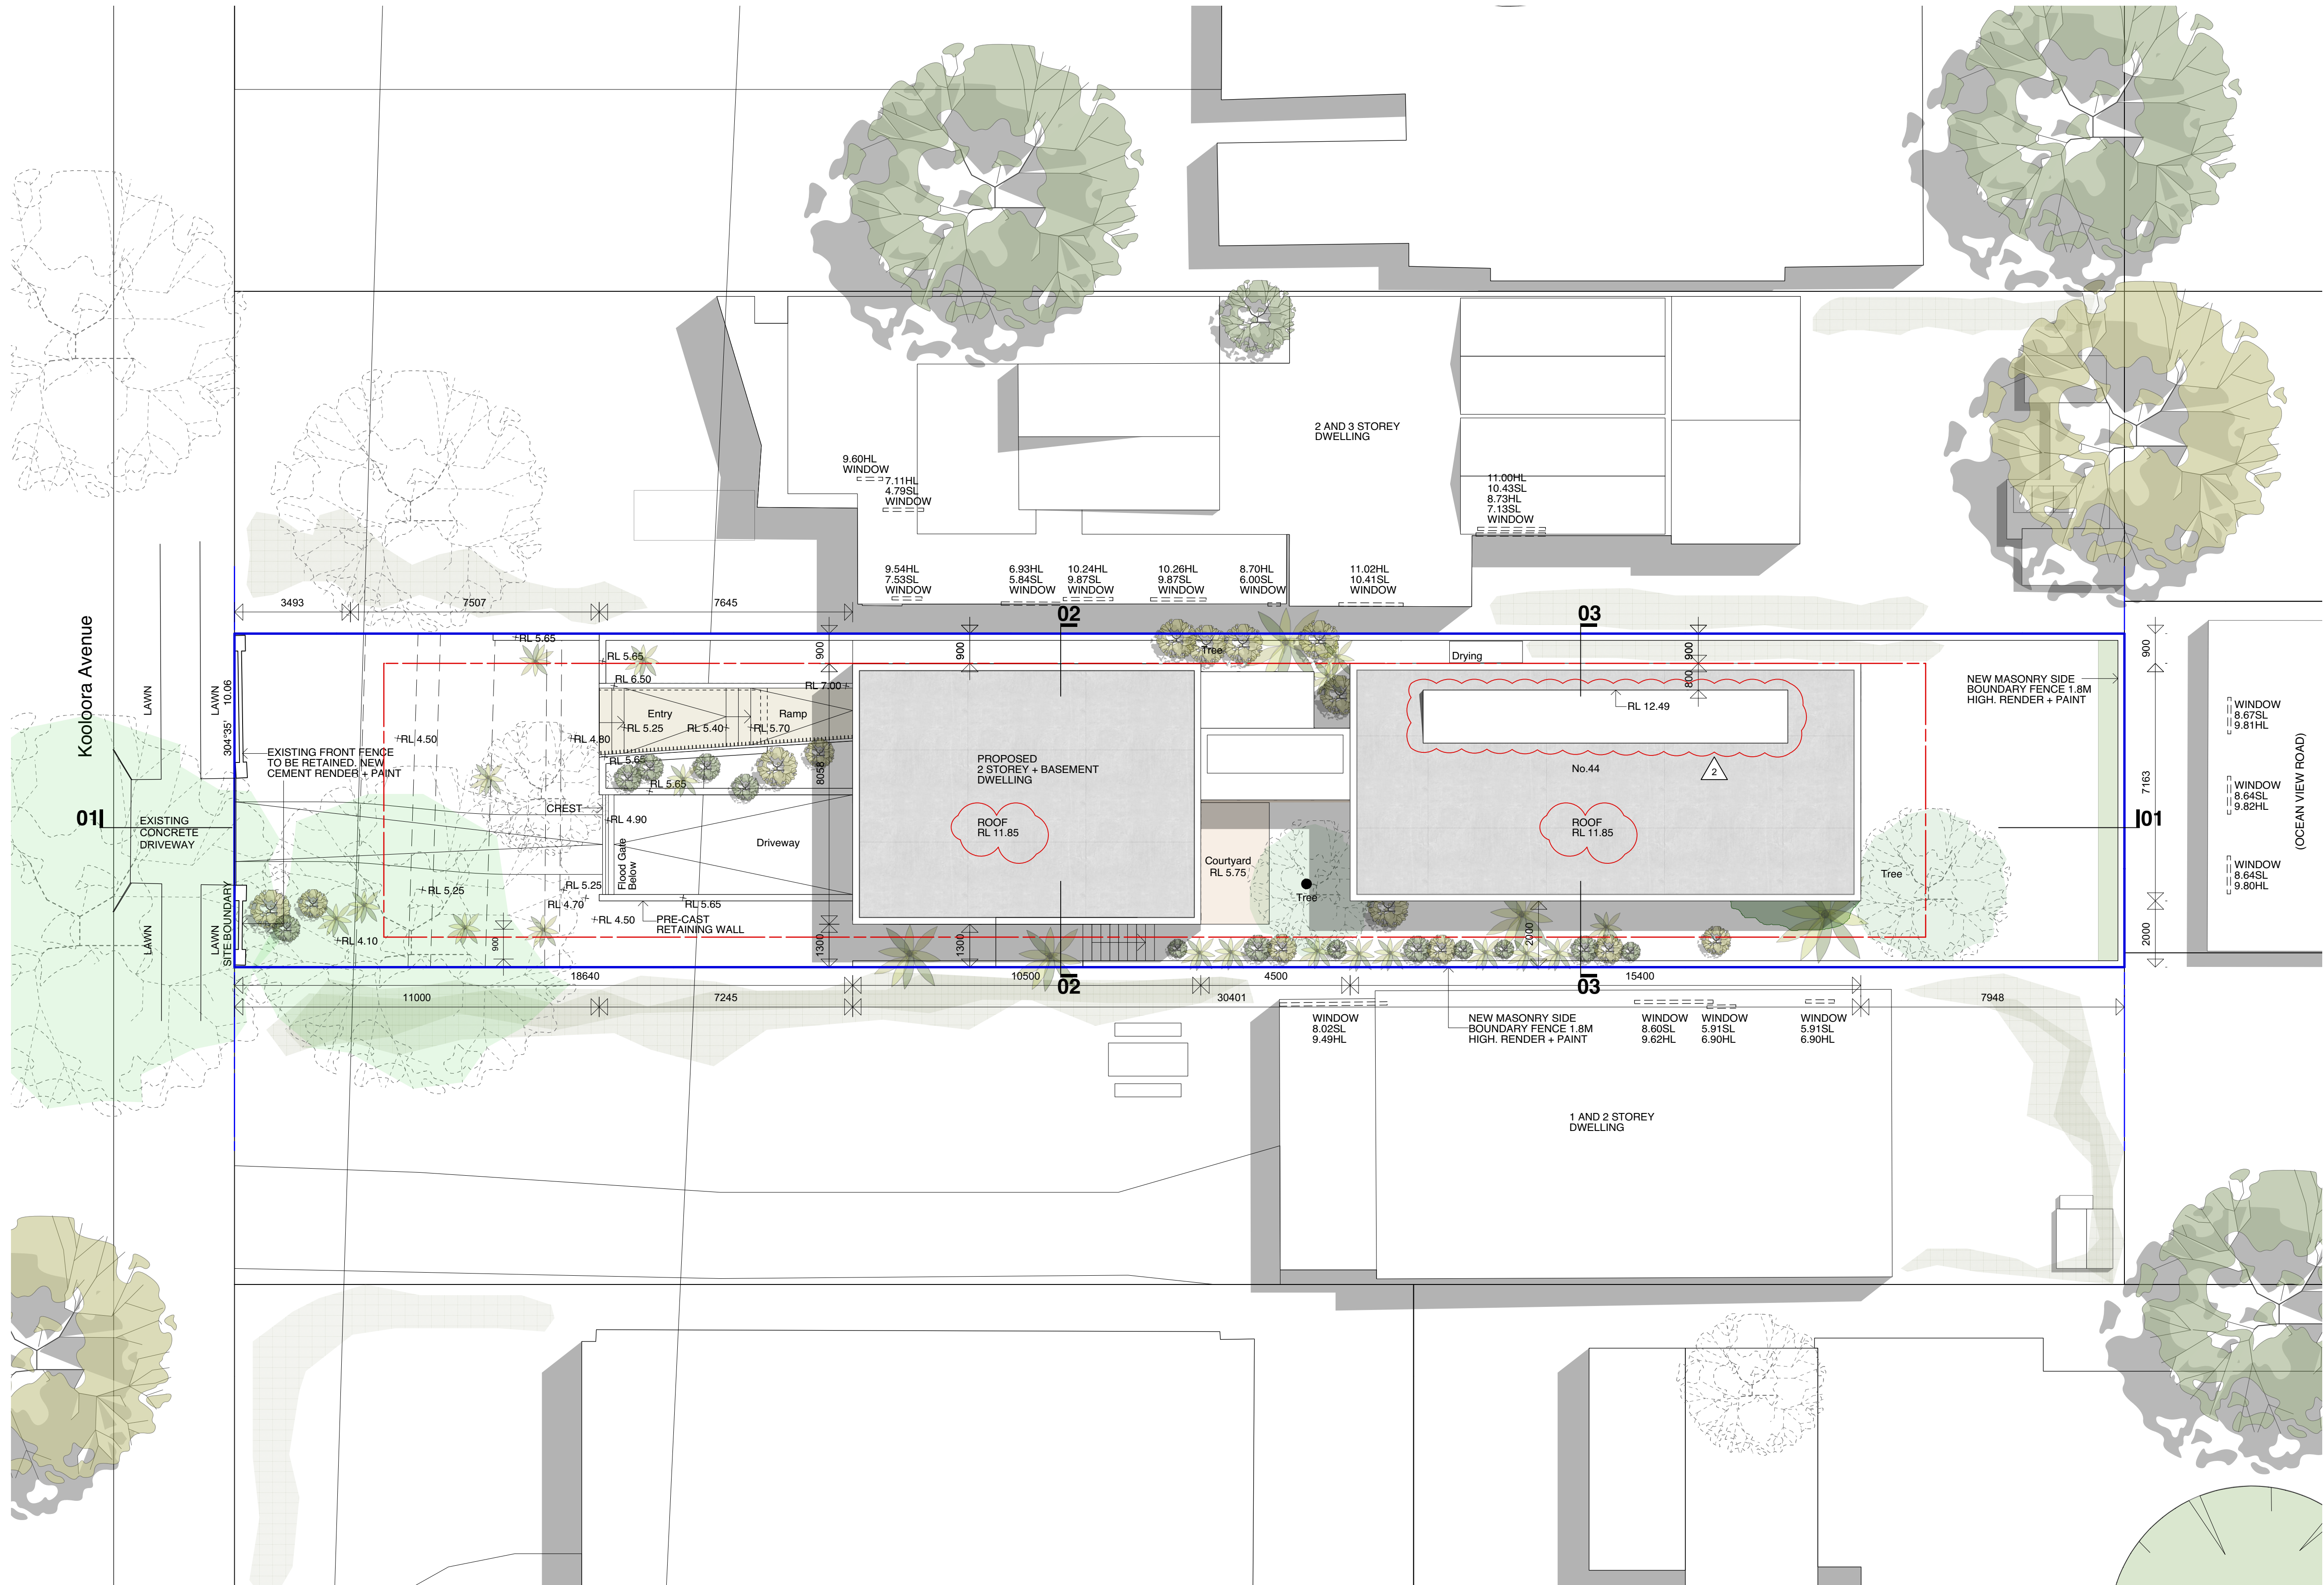 2 AND 3 STOREY
DWELLING
9.60HL
WINDOW
7.11HL
4.79SL
WINDOW
11.00HL
10.43SL
8.73HL
7.13SL
WINDOW
9.54HL
7.53SL
WINDOW
6.93HL
5.84SL
WINDOW
10.24HL
9.87SL
WINDOW
10.26HL
9.87SL
WINDOW
8.70HL
6.00SL
WINDOW
11.02HL
10.41SL
WINDOW
3493
7507
7645
02
03
Kooloora Avenue
LAWN
LAWN
304°35' 10.06
RL 5.65
RL 5.65
RL 6.50
RL 7.00
900
900
Tree
Drying
900
800
900
Entry
Ramp
RL 5.25
RL 5.40
RL 5.70
RL 4.50
RL 4.80
RL 5.65
RL 5.65
8058
EXISTING FRONT FENCE
TO BE RETAINED. NEW
CEMENT RENDER + PAINT
PROPOSED
2 STOREY + BASEMENT
DWELLING
RL 12.49
No.44
2
NEW MASONRY SIDE
BOUNDARY FENCE 1.8M
HIGH. RENDER + PAINT
WINDOW
8.67SL
9.81HL
WINDOW
8.64SL
9.82HL
WINDOW
8.64SL
9.80HL
(OCEAN VIEW ROAD)
7163
01
EXISTING
CONCRETE
DRIVEWAY
CREST
RL 4.90
Flood Gate
Below
Driveway
ROOF
RL 11.85
ROOF
RL 11.85
01
Courtyard
RL 5.75
Tree
Tree
RL 5.25
RL 5.25
RL 4.70
RL 5.65
RL 4.50
RL 4.10
PRE-CAST
RETAINING WALL
LAWN
LAWN
SITE BOUNDARY
900
1300
1300
2000
2000
18640
10500
4500
15400
02
03
11000
7245
30401
7948
WINDOW
8.02SL
9.49HL
NEW MASONRY SIDE
BOUNDARY FENCE 1.8M
HIGH. RENDER + PAINT
WINDOW
8.60SL
9.62HL
WINDOW
5.91SL
6.90HL
WINDOW
5.91SL
6.90HL
1 AND 2 STOREY
DWELLING